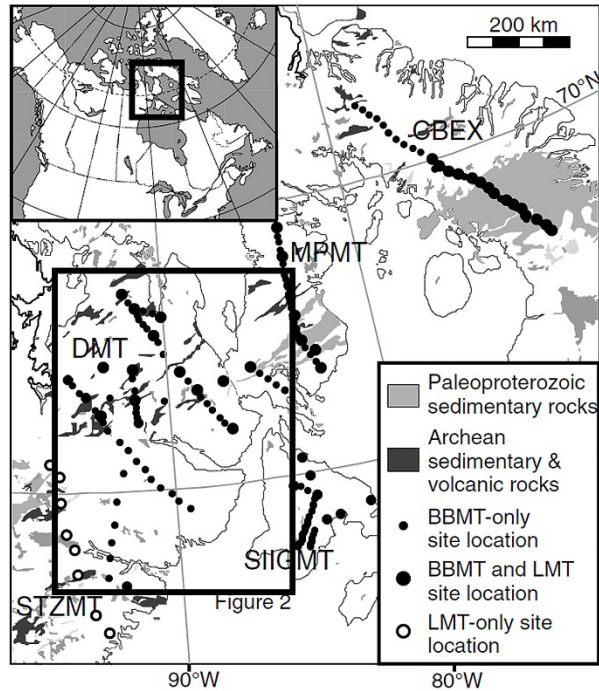 200 km
70°N
CBEX
MPMT
DMT
SIIGMT
Figure 2
STZMT
Paleoproterozoic
sedimentary rocks
Archean
sedimentary &
volcanic rocks
BBMT-only
site location
BBMT and LMT
site location
LMT-only site
location
90°W
80°W